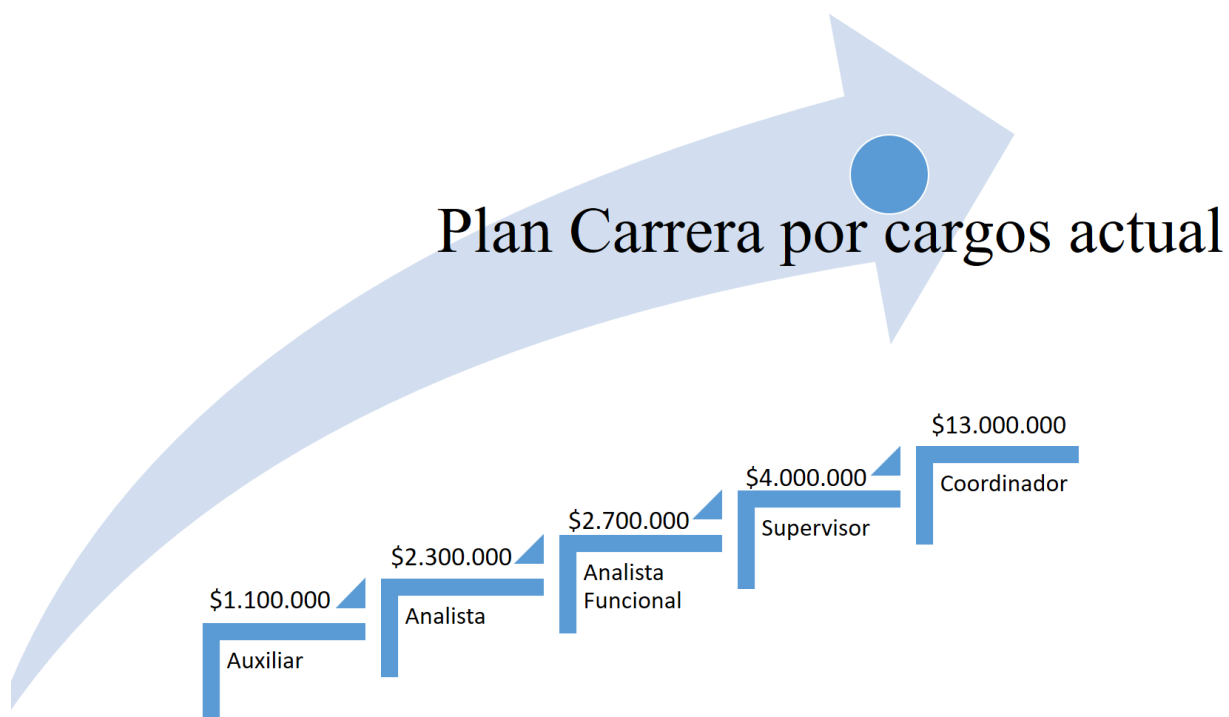 Plan Carrera por cargos actual
$1.100.000
Auxiliar
$2.300.000
Analista
$2.700.000
Analista
Funcional
$4.000.000
Supervisor
$13.000.000
Coordinador